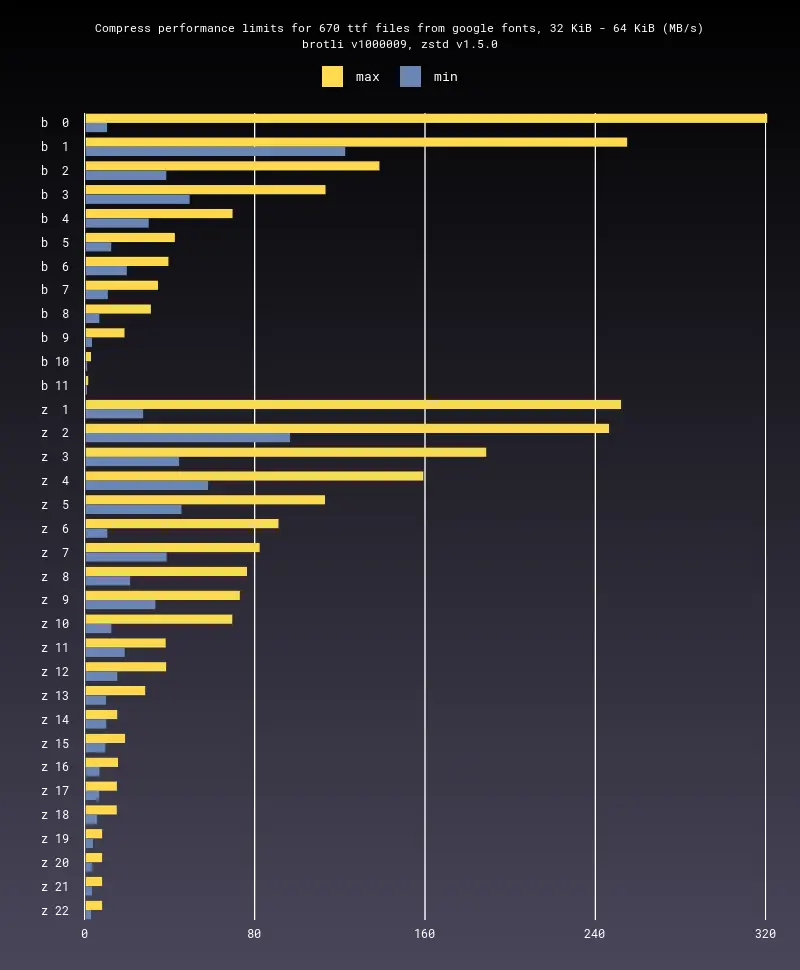 Compress performance limits for 670 ttf files from google fonts, 32 KiB - 64 KiB (MB/s)
brotli v1000009, zstd v1.5.0
max min
b 0
b 1
b 2
b 3
b 4
b 5
b 6
b 7
b 8
b 9
b 10
b 11
z 1
z 2
z 3
z 4
z 5
z 6
z 7
z 8
z 9
z 10
z 11
z 12
z 13
z 14
z 15
z 16
z 17
z 18
z 19
z 20
z 21
z 22
0 80 160 240 320